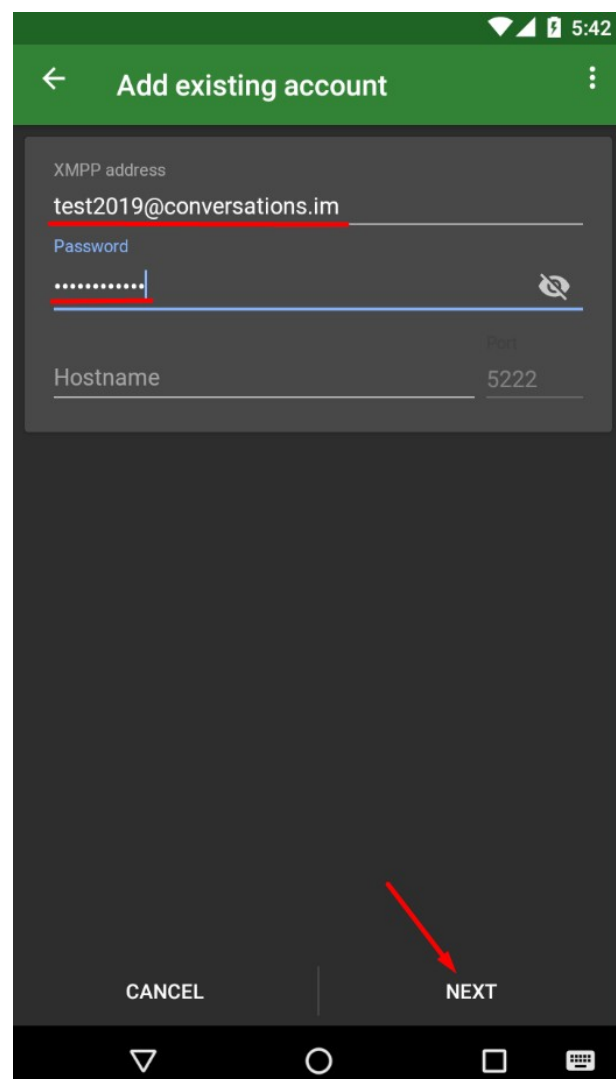 5:42
Add existing account
XMPP address
test2019@conversations.im
Password
••••••••••••
Port
Hostname 5222
CANCEL NEXT